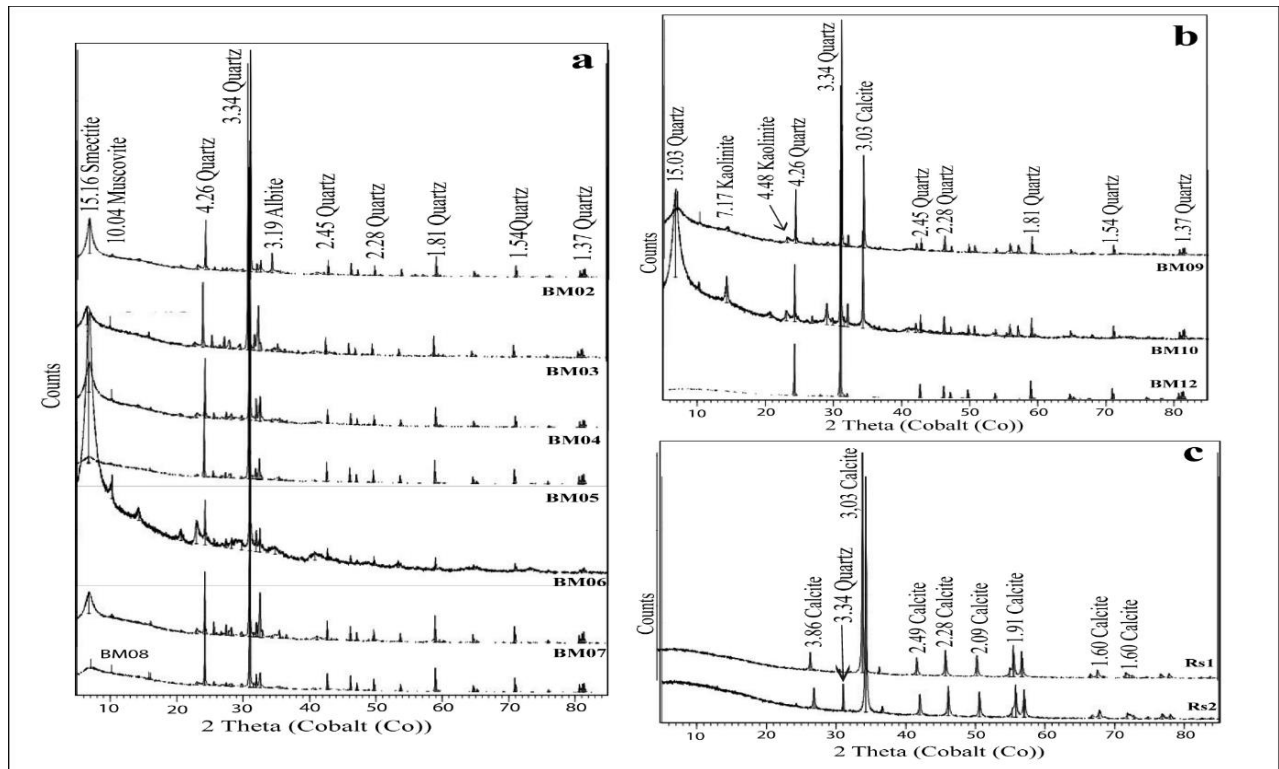 a
15.16 Smectite
10.04 Muscovite
4.26 Quartz
3.34 Quartz
3.19 Albite
2.45 Quartz
2.28 Quartz
1.81 Quartz
1.54Quartz
1.37 Quartz
BM02
BM03
BM04
BM05
BM06
BM07
BM08
Counts
10 20 30 40 50 60 70 80
2 Theta (Cobalt (Co))
b
15.03 Quartz
7.17 Kaolinite
4.48 Kaolinite
4.26 Quartz
3.34 Quartz
3.03 Calcite
2.45 Quartz
2.28 Quartz
1.81 Quartz
1.54 Quartz
1.37 Quartz
BM09
BM10
BM12
Counts
10 20 30 40 50 60 70 80
2 Theta (Cobalt (Co))
c
3.86 Calcite
3.34 Quartz
3,03 Calcite
2.49 Calcite
2.28 Calcite
2.09 Calcite
1.91 Calcite
1.60 Calcite
1.60 Calcite
Rs1
Rs2
Counts
10 20 30 40 50 60 70 80
2 Theta (Cobalt (Co))